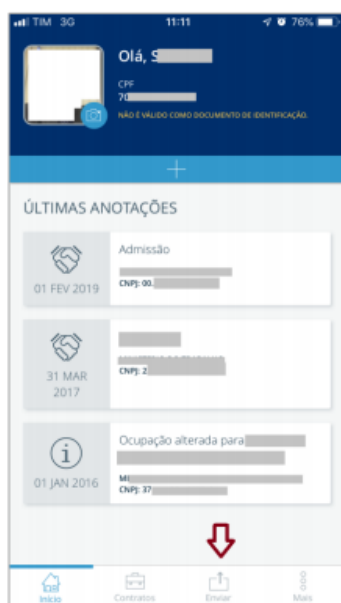 TIM 3G 11:11 76%
Olá, S
CPF
70
NÃO É VÁLIDO COMO DOCUMENTO DE IDENTIFICAÇÃO.
ÚLTIMAS ANOTAÇÕES
Admissão
CNPJ: 00.
01 FEV 2019
CNPJ: 2
31 MAR
2017
Ocupação alterada para
MI
CNPJ: 37
01 JAN 2016
Início Contratos Enviar Mais